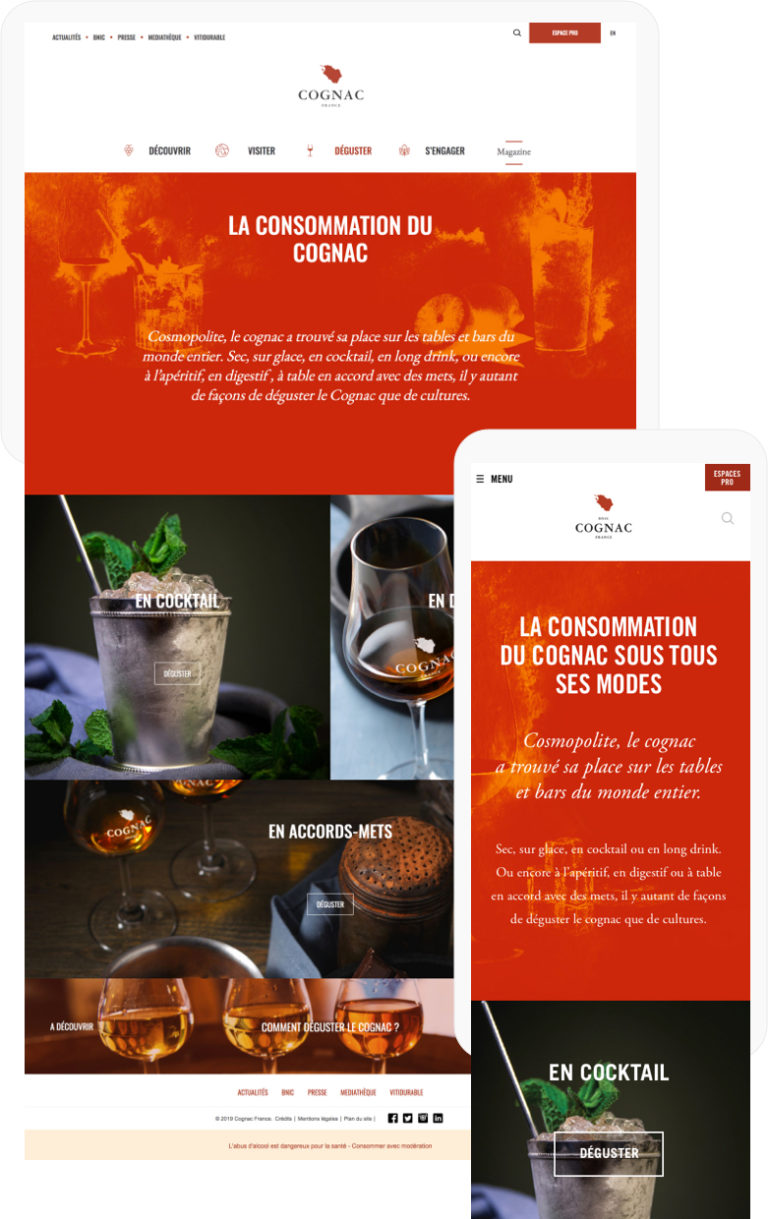 ACTUALITÉS • BNIC • PRESSE • MEDIATHÈQUE • VITIDURABLE
ESPACE PRO
EN
COGNAC
FRANCE
DÉCOUVRIR
VISITER
DÉGUSTER
S'ENGAGER
Magazine
LA CONSOMMATION DU
COGNAC
Cosmopolite, le cognac a trouvé sa place sur les tables et bars du
monde entier. Sec, sur glace, en cocktail, en long drink, ou encore
à l'apéritif, en digestif , à table en accord avec des mets, il y autant
de façons de déguster le Cognac que de cultures.
EN COCKTAIL
DÉGUSTER
EN D
COGNAC
COGNAC
EN ACCORDS-METS
DÉGUSTER
A DÉCOUVRIR
COMMENT DÉGUSTER LE COGNAC ?
ACTUALITÉS
BNIC
PRESSE
MEDIATHÈQUE
VITIDURABLE
© 2019 Cognac France. Crédits | Mentions légales | Plan du site |
L'abus d'alcool est dangereux pour la santé - Consommer avec modération
MENU
ESPACES
PRO
BNIC
COGNAC
FRANCE
LA CONSOMMATION
DU COGNAC SOUS TOUS
SES MODES
Cosmopolite, le cognac
a trouvé sa place sur les tables
et bars du monde entier.
Sec, sur glace, en cocktail ou en long drink.
Ou encore à l'apéritif, en digestif ou à table
en accord avec des mets, il y autant de façons
de déguster le cognac que de cultures.
EN COCKTAIL
DÉGUSTER